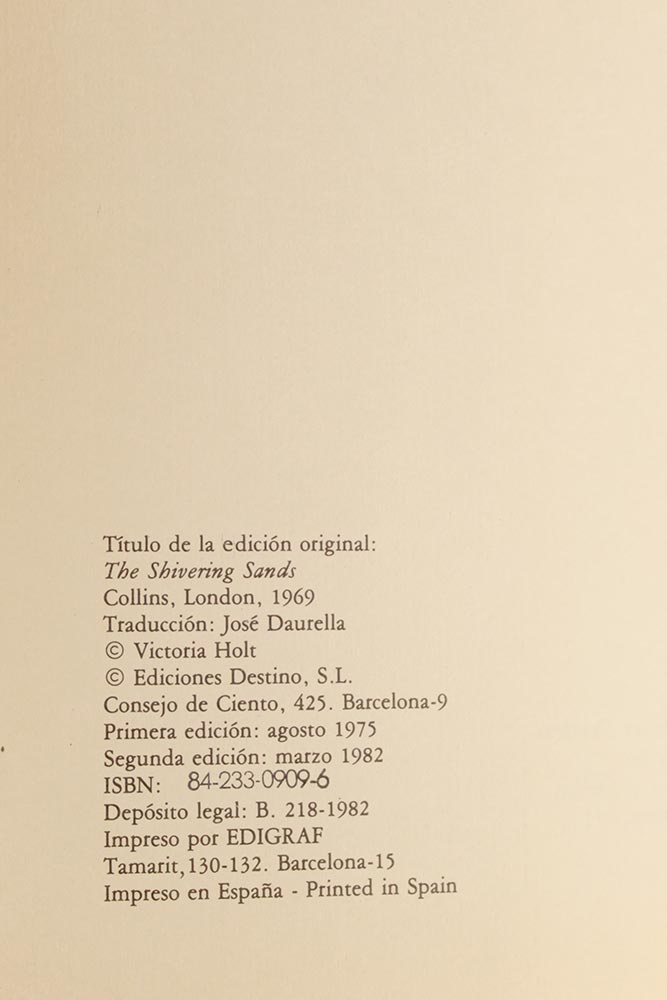 Título de la edición original:
The Shivering Sands
Collins, London, 1969
Traducción: José Daurella
© Victoria Holt
© Ediciones Destino, S.L.
Consejo de Ciento, 425. Barcelona-9
Primera edición: agosto 1975
Segunda edición: marzo 1982
ISBN: 84-233-0909-6
Depósito legal: B. 218-1982
Impreso por EDIGRAF
Tamarit,130-132. Barcelona-15
Impreso en España - Printed in Spain